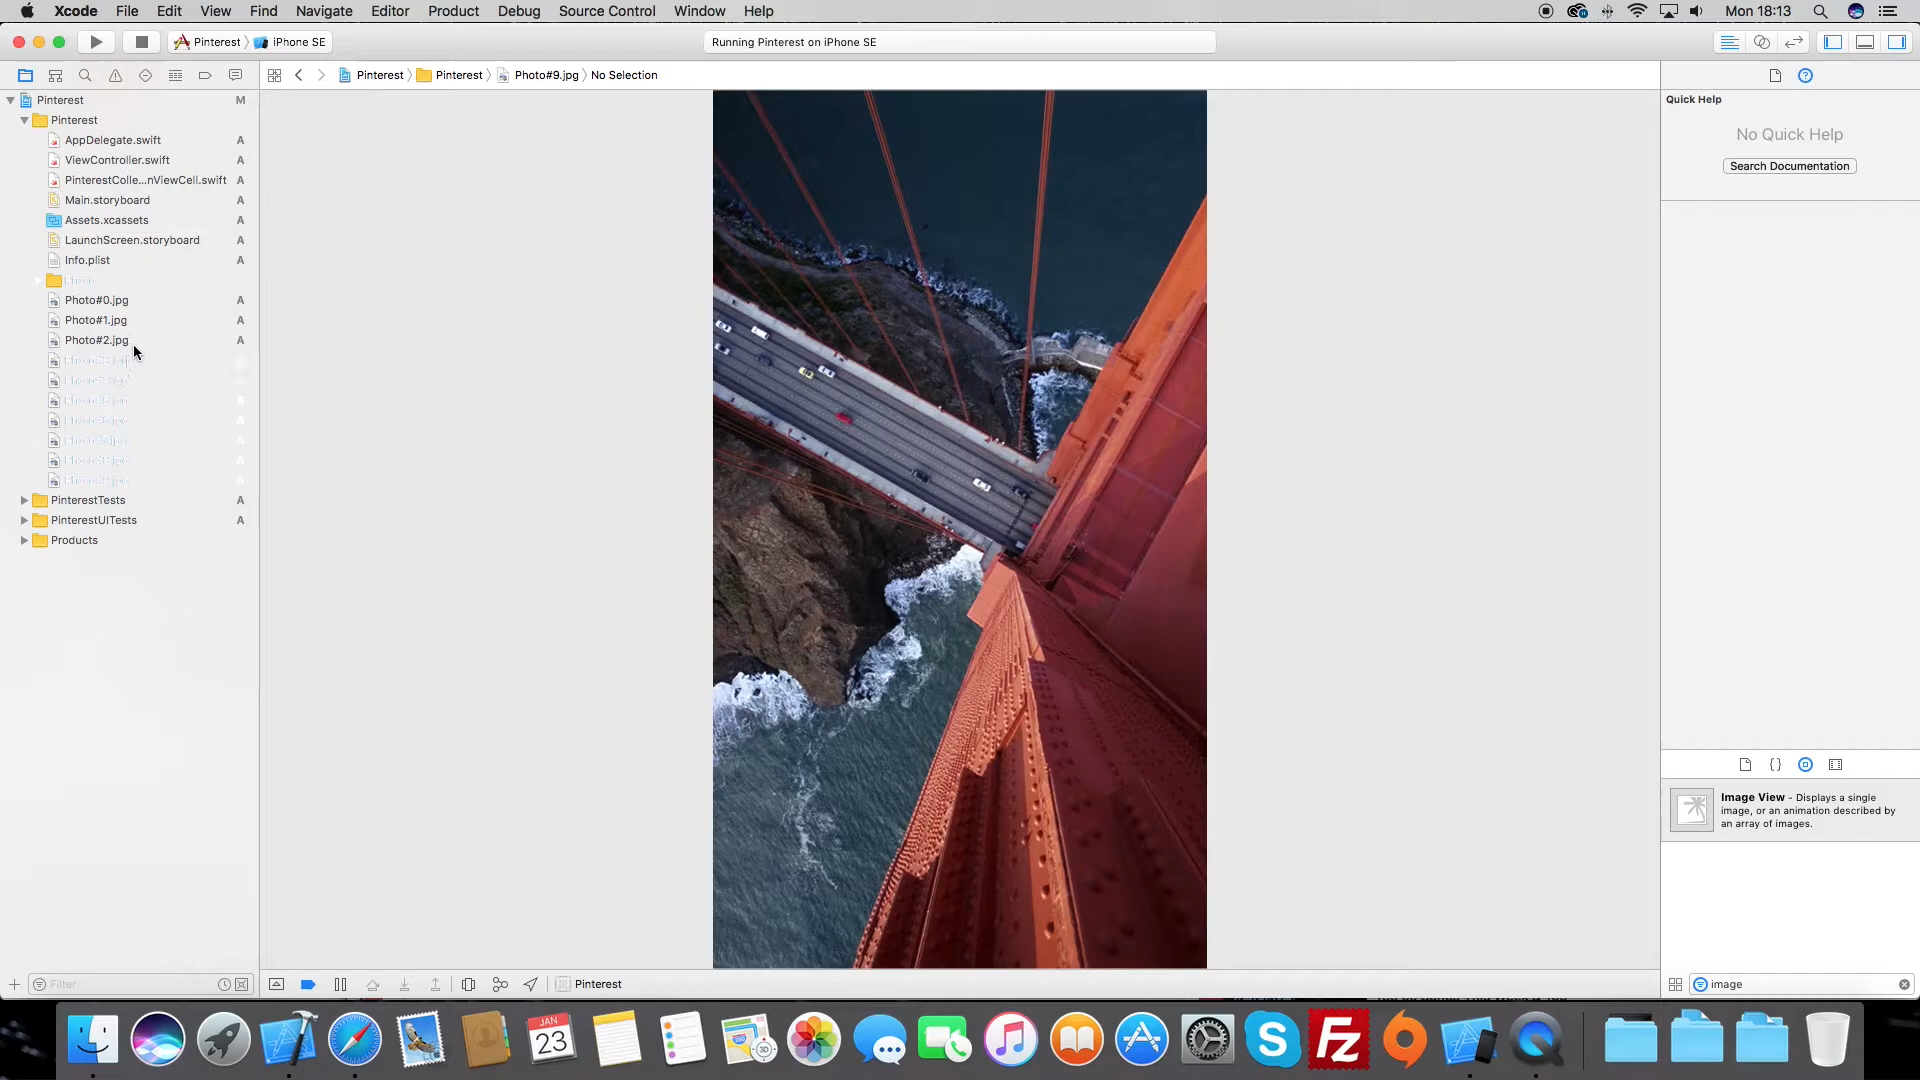 Xcode File Edit View Find Navigate Editor Product Debug Source Control Window Help Mon 18:13
Pinterest iPhone SE Running Pinterest on iPhone SE
Pinterest Pinterest Photo#9.jpg No Selection
Pinterest M
Pinterest
AppDelegate.swift A
ViewController.swift A
PinterestColle...nViewCell.swift A
Main.storyboard A
Assets.xcassets A
LaunchScreen.storyboard A
Info.plist A
Photo#0.jpg A
Photo#1.jpg A
Photo#2.jpg A
PinterestTests A
PinterestUITests A
Products
Quick Help
No Quick Help
Search Documentation
Image View - Displays a single
image, or an animation described by
an array of images.
Filter
Pinterest
image
JAN
23